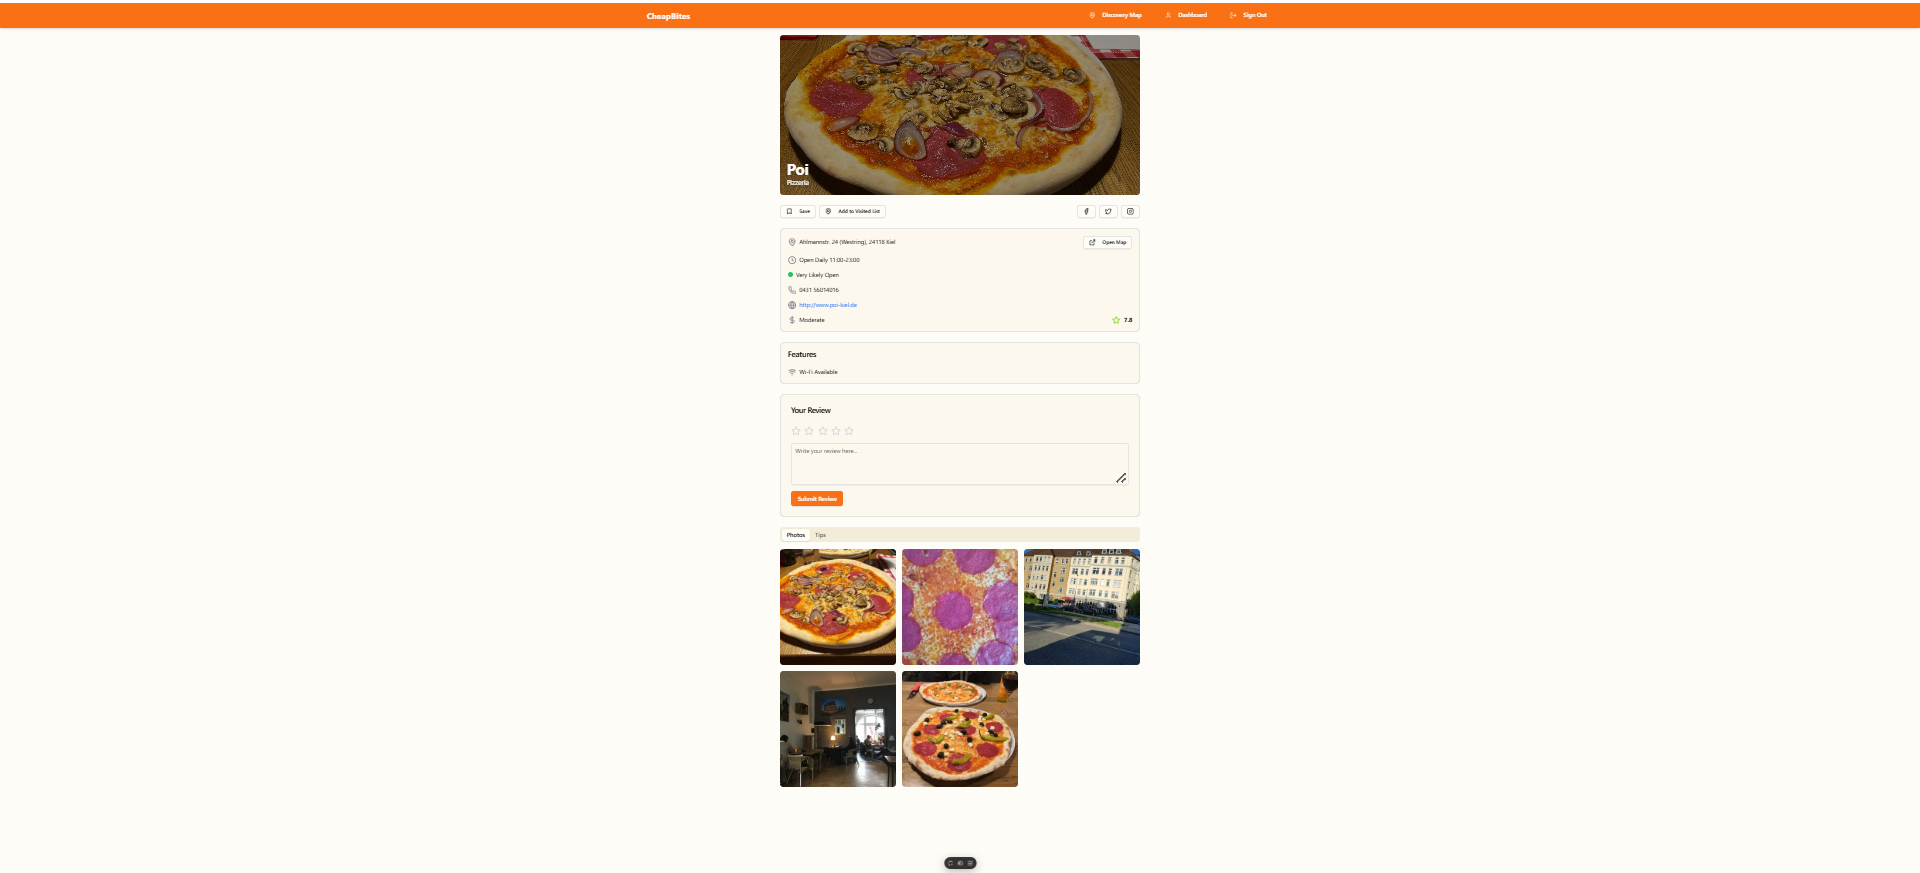 CheapBites
Discovery Map
Dashboard
Sign Out
Poi
Pizzeria
Save
Add to Visited List
Ahlmannstr. 24 (Westring), 24118 Kiel
Open Map
Open Daily 11:00-23:00
Very Likely Open
0431 56014016
http://www.poi-kiel.de
Moderate
7.8
Features
Wi-Fi Available
Your Review
Write your review here...
Submit Review
Photos
Tips